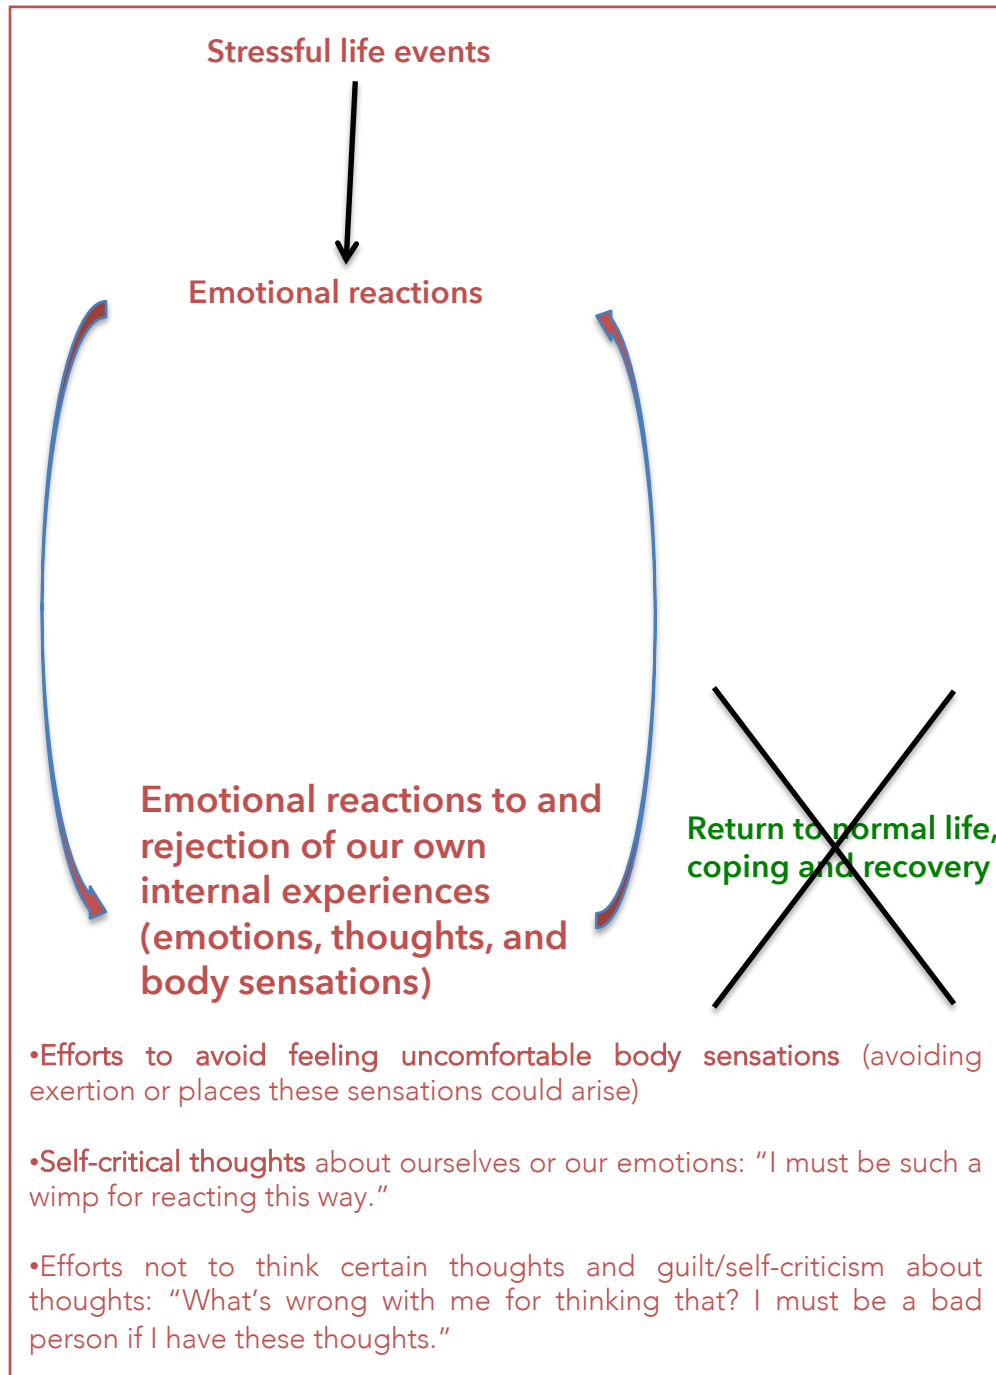 Stressful life events
Emotional reactions
Emotional reactions to and
rejection of our own
internal experiences
(emotions, thoughts, and
body sensations)
Return to normal life,
coping and recovery
•Efforts to avoid feeling uncomfortable body sensations (avoiding
exertion or places these sensations could arise)
•Self-critical thoughts about ourselves or our emotions: “I must be such a
wimp for reacting this way.”
•Efforts not to think certain thoughts and guilt/self-criticism about
thoughts: “What’s wrong with me for thinking that? I must be a bad
person if I have these thoughts.”